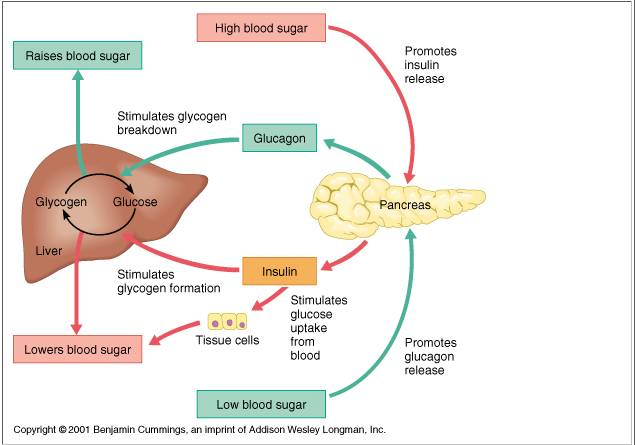 High blood sugar
Raises blood sugar
Promotes
insulin
release
Stimulates glycogen
breakdown
Glucagon
Glycogen
Glucose
Pancreas
Liver
Insulin
Stimulates
glycogen formation
Stimulates
glucose
uptake
from
blood
Tissue cells
Lowers blood sugar
Promotes
glucagon
release
Low blood sugar
Copyright © 2001 Benjamin Cummings, an imprint of Addison Wesley Longman, Inc.